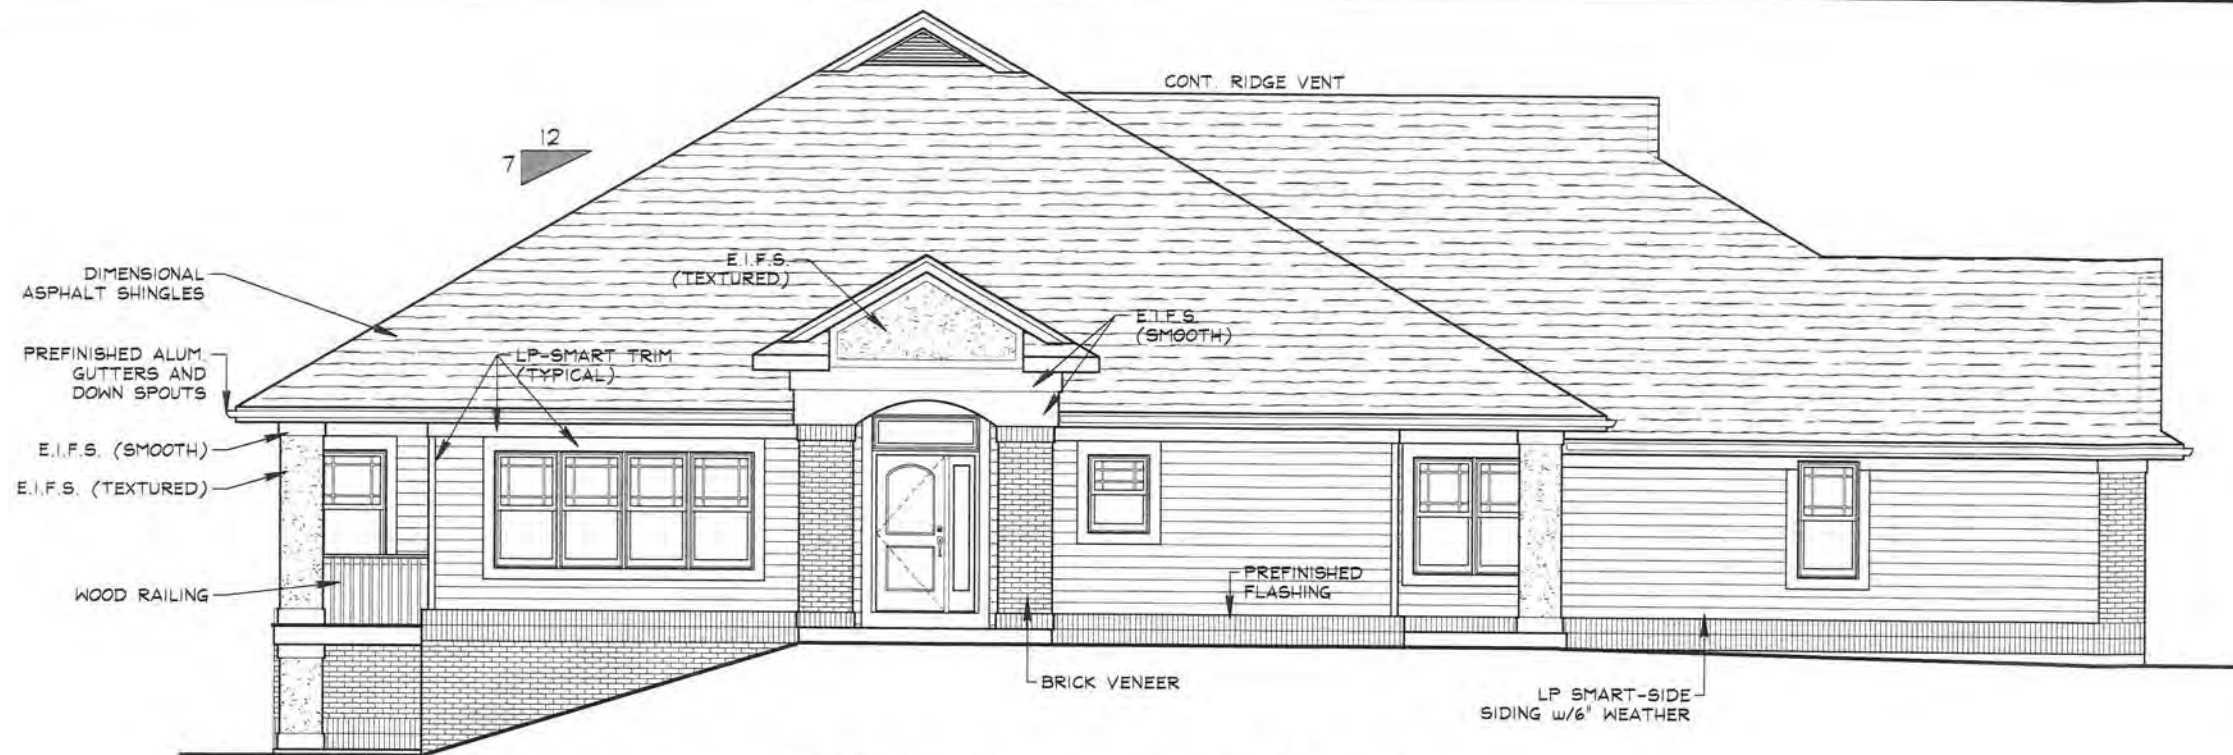 CONT. RIDGE VENT
12
7
E.I.F.S.
(TEXTURED)
DIMENSIONAL
ASPHALT SHINGLES
E.I.F.S.
(SMOOTH)
PREFINISHED ALUM.
GUTTERS AND
DOWN SPOUTS
LP-SMART TRIM
(TYPICAL)
E.I.F.S. (SMOOTH)
E.I.F.S. (TEXTURED)
WOOD RAILING
PREFINISHED
FLASHING
BRICK VENEER
LP SMART-SIDE
SIDING w/6" WEATHER